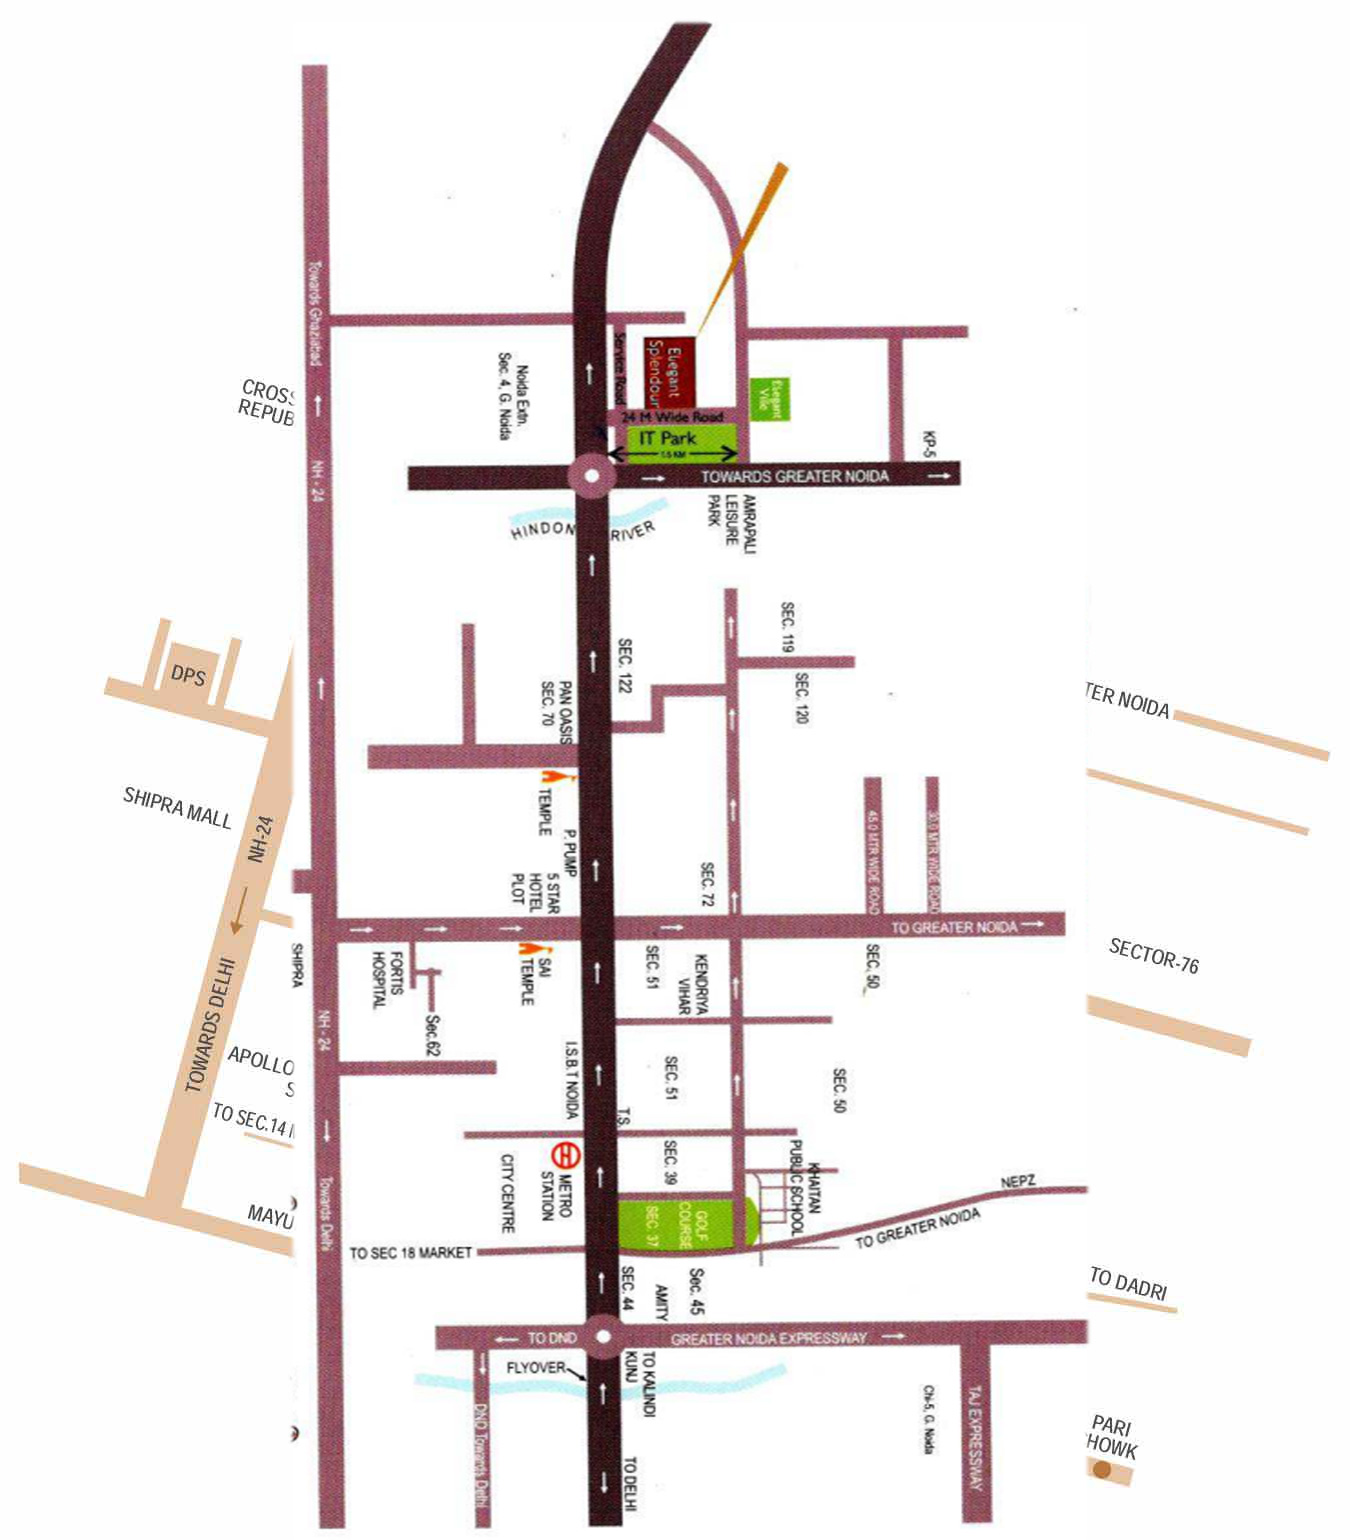 Towards Ghaziabad
NH - 24
CROSS
REPUB
Noida Extn.
Sec. 4, G. Noida
Service Road
Elegant
Splendour
Elegant
Ville
24 M Wide Road
IT Park
1.5 KM
KP-5
TOWARDS GREATER NOIDA
AMRAPALI
LEISURE
PARK
HINDON RIVER
SEC. 119
SEC. 120
SEC. 122
PAN OASIS
SEC. 70
DPS
TER NOIDA
SHIPRA MALL
NH-24
TEMPLE
P. PUMP
5 STAR
HOTEL
PLOT
SEC. 72
45.0 MTR WIDE ROAD
30.0 MTR WIDE ROAD
TO GREATER NOIDA
SHIPRA
FORTIS
HOSPITAL
Sec.62
SAI
TEMPLE
SEC. 51
KENDRIYA
VIHAR
SEC. 50
SECTOR-76
TOWARDS DELHI
NH - 24
APOLLO
S
TO SEC.14
I.S.B.T NOIDA
T.S.
SEC. 51
SEC. 50
SEC. 39
KHAITAN
PUBLIC SCHOOL
METRO
STATION
CITY CENTRE
MAYU
Towards Delhi
GOLF
COURSE
SEC. 37
NEPZ
TO GREATER NOIDA
TO SEC 18 MARKET
SEC. 44
AMITY
Sec. 45
TO DADRI
TO DND
GREATER NOIDA EXPRESSWAY
FLYOVER
TO KALINDI
KUNJ
DND Towards Delhi
TO DELHI
Chi-5, G. Noida
TAJ EXPRESSWAY
PARI
HOWK